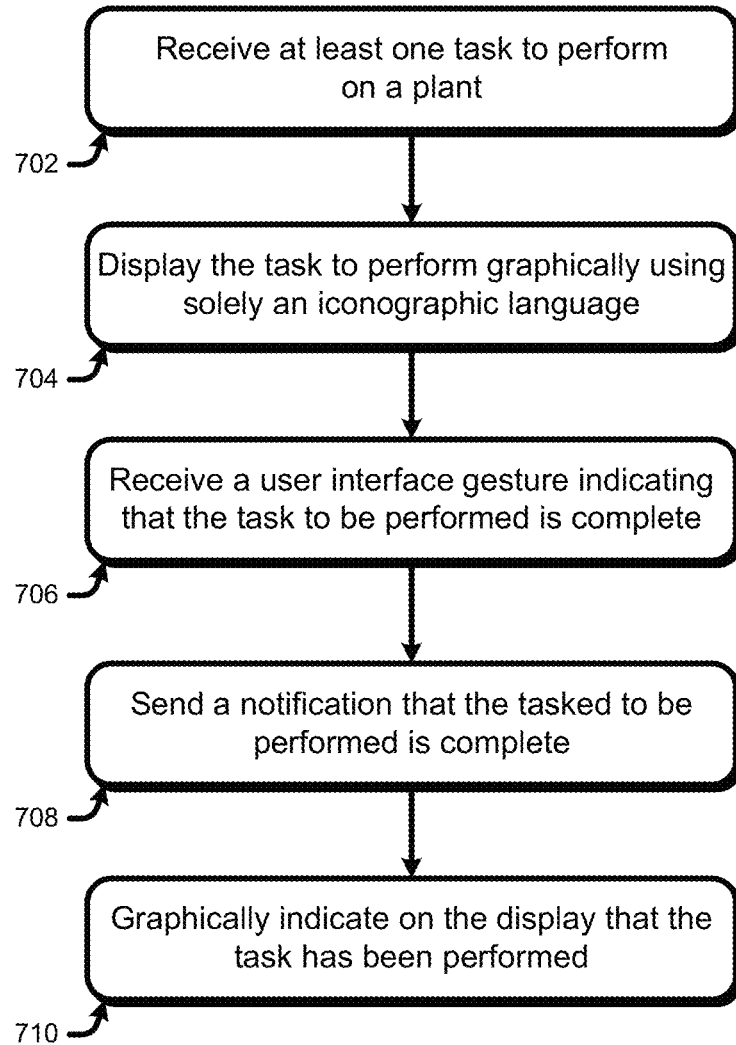 Receive at least one task to perform
on a plant
702
Display the task to perform graphically using
solely an iconographic language
704
Receive a user interface gesture indicating
that the task to be performed is complete
706
Send a notification that the tasked to be
performed is complete
708
Graphically indicate on the display that the
task has been performed
710